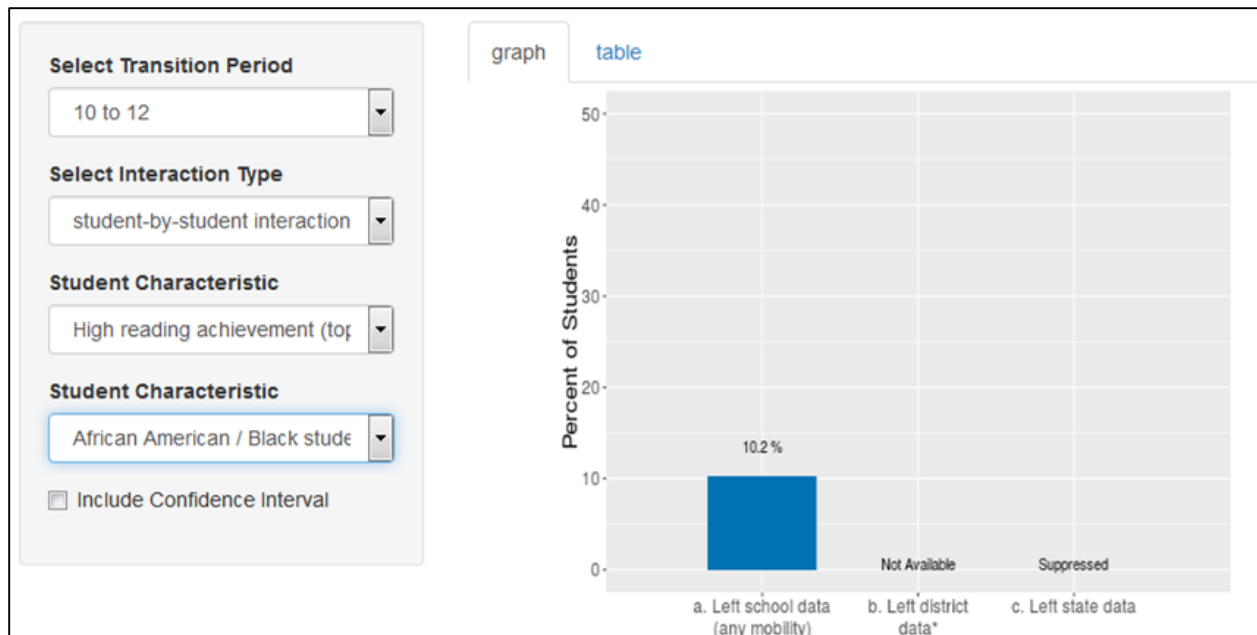 Select Transition Period
10 to 12
Select Interaction Type
student-by-student interaction
Student Characteristic
High reading achievement (top
Student Characteristic
African American / Black stude
Include Confidence Interval
graph
table
Percent of Students
50
40
30
20
10
0
10.2 %
Not Available
Suppressed
a. Left school data
(any mobility)
b. Left district
data*
c. Left state data